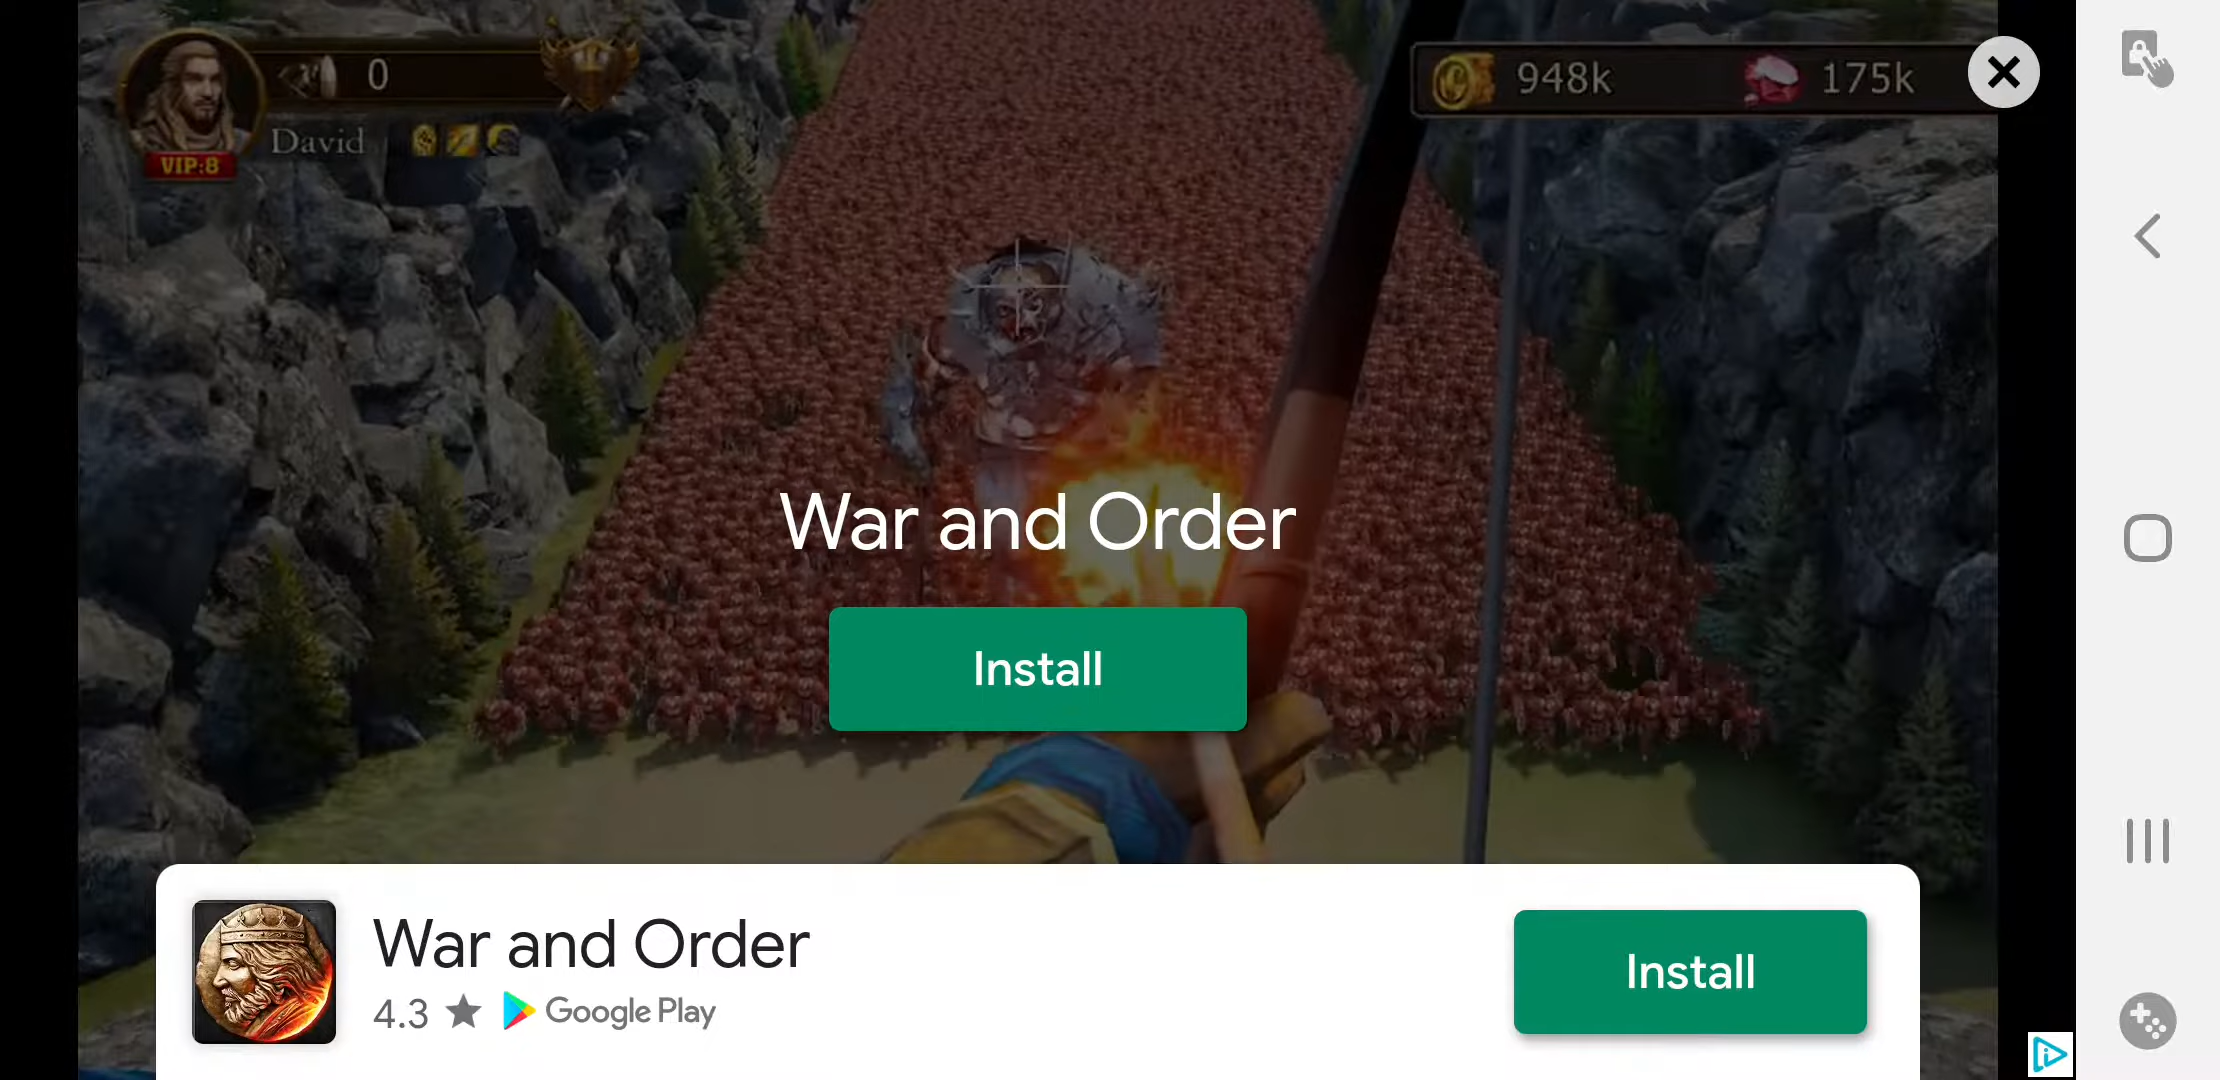 0
948k
175k
David
VIP:8
War and Order
Install
War and Order
4.3
Google Play
Install